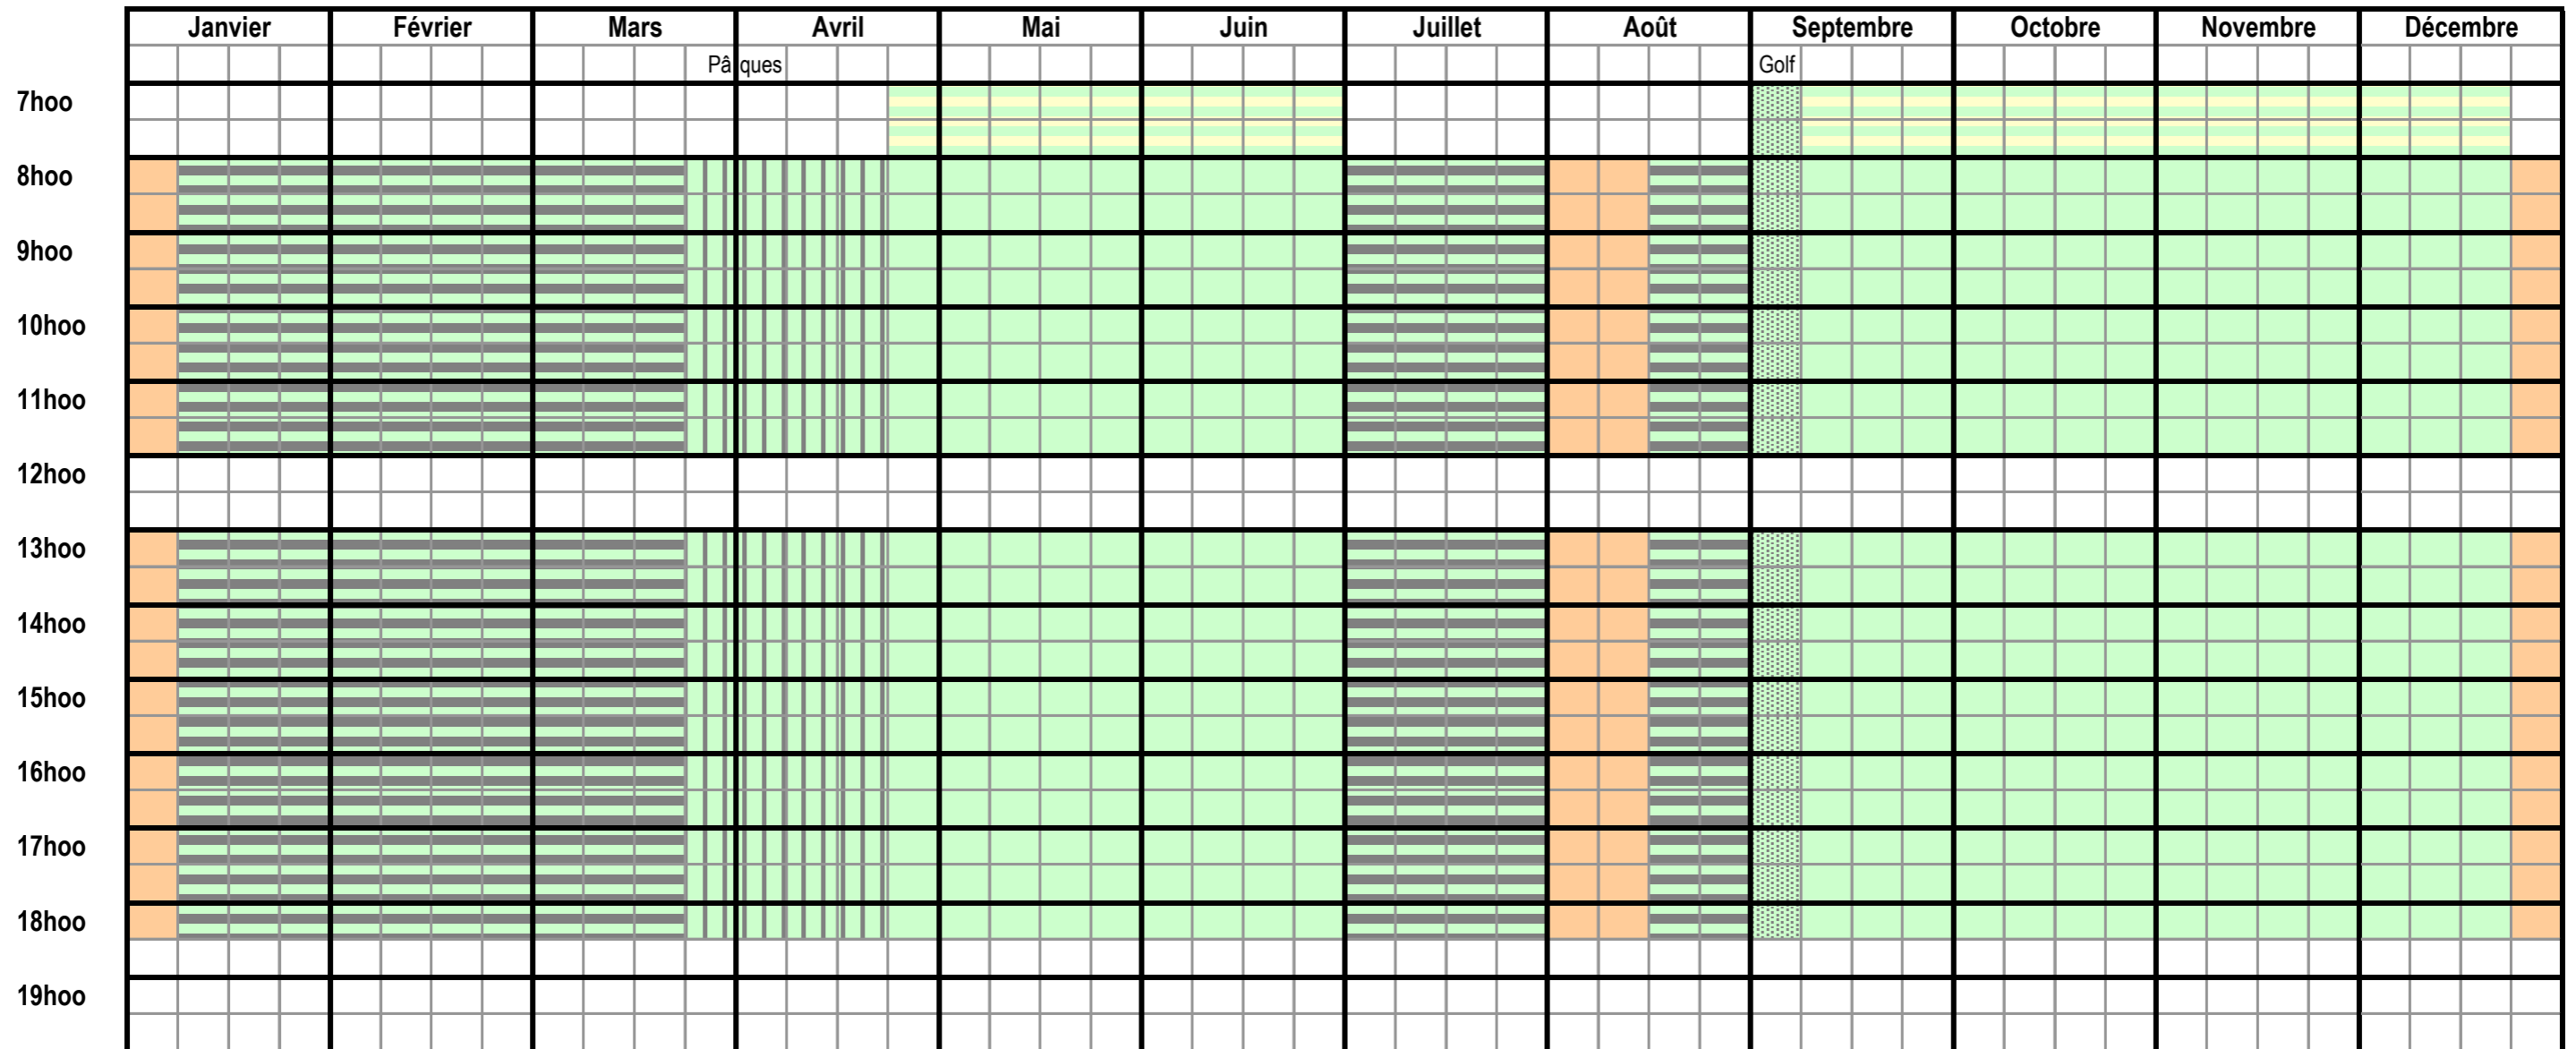 Janvier Février Mars Avril Mai Juin Juillet Août Septembre Octobre Novembre Décembre
Pâques Golf
7hoo
8hoo
9hoo
10hoo
11hoo
12hoo
13hoo
14hoo
15hoo
16hoo
17hoo
18hoo
19hoo